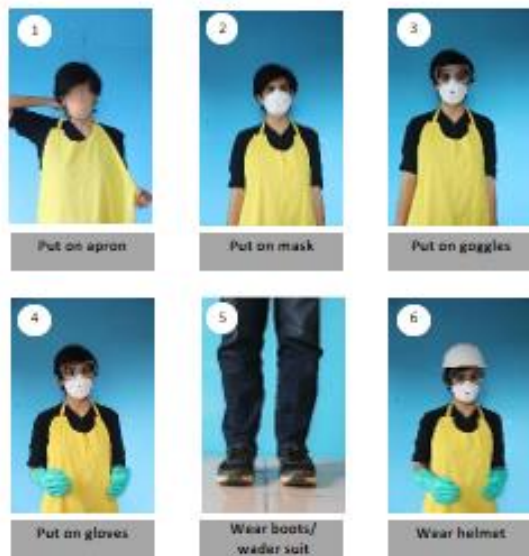 1
2
3
Put on apron
Put on mask
Put on goggles
4
5
6
Put on gloves
Wear boots/
wader suit
Wear helmet